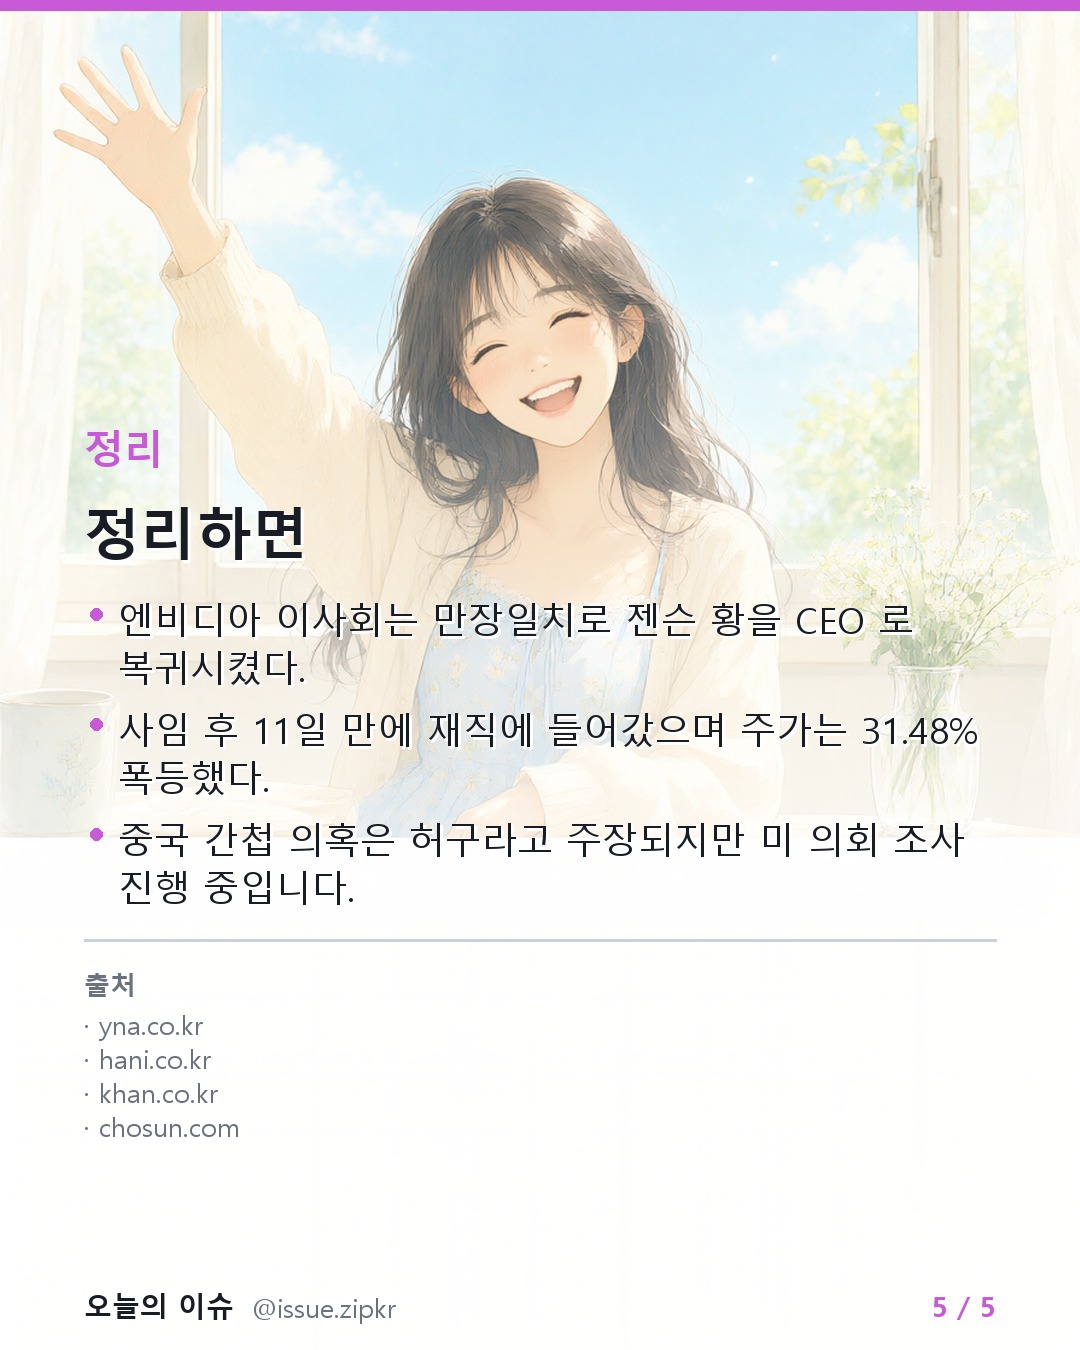 정리
정리하면
• 엔비디아 이사회는 만장일치로 젠슨 황을 CEO 로
복귀시켰다.
• 사임 후 11일 만에 재직에 들어갔으며 주가는 31.48%
폭등했다.
• 중국 간첩 의혹은 허구라고 주장되지만 미 의회 조사
진행 중입니다.
출처
· yna.co.kr
· hani.co.kr
· khan.co.kr
· chosun.com
오늘의 이슈 @issue.zipkr
5 / 5